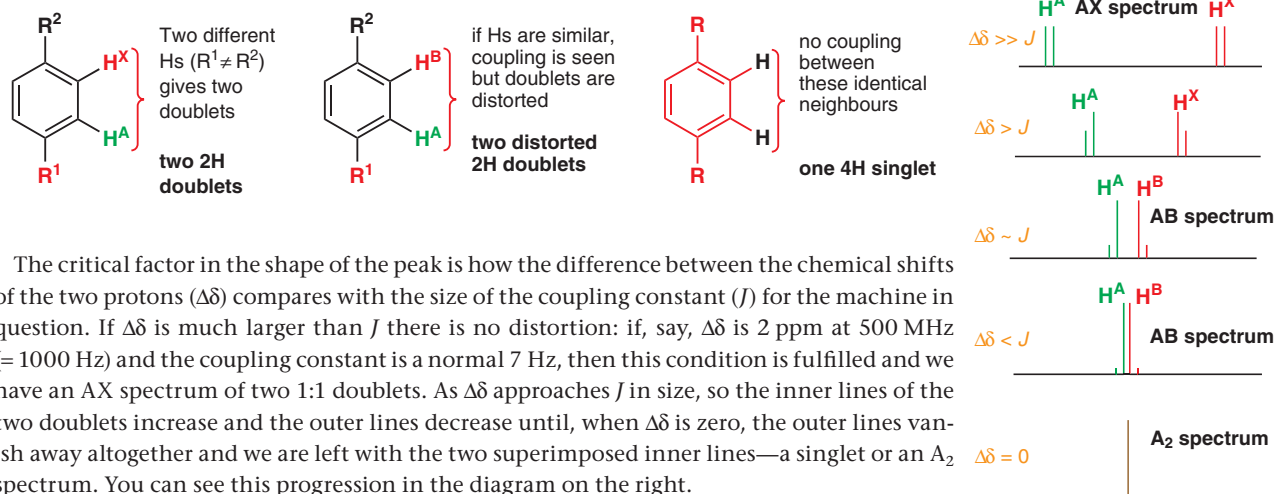 R²
H^X
H^A
R¹
Two different
Hs (R¹ ≠ R²)
gives two
doublets
two 2H
doublets
R²
H^B
H^A
R¹
if Hs are similar,
coupling is seen
but doublets are
distorted
two distorted
2H doublets
R
H
H
R
no coupling
between
these identical
neighbours
one 4H singlet
The critical factor in the shape of the peak is how the difference between the chemical shifts
of the two protons (Δδ) compares with the size of the coupling constant (J) for the machine in
question. If Δδ is much larger than J there is no distortion: if, say, Δδ is 2 ppm at 500 MHz
(= 1000 Hz) and the coupling constant is a normal 7 Hz, then this condition is fulfilled and we
have an AX spectrum of two 1:1 doublets. As Δδ approaches J in size, so the inner lines of the
two doublets increase and the outer lines decrease until, when Δδ is zero, the outer lines van-
ish away altogether and we are left with the two superimposed inner lines—a singlet or an A₂
spectrum. You can see this progression in the diagram on the right.
H^A AX spectrum H^X
Δδ >> J
H^A H^X
Δδ > J
H^A H^B
AB spectrum
Δδ ~ J
H^A H^B
AB spectrum
Δδ < J
A₂ spectrum
Δδ = 0